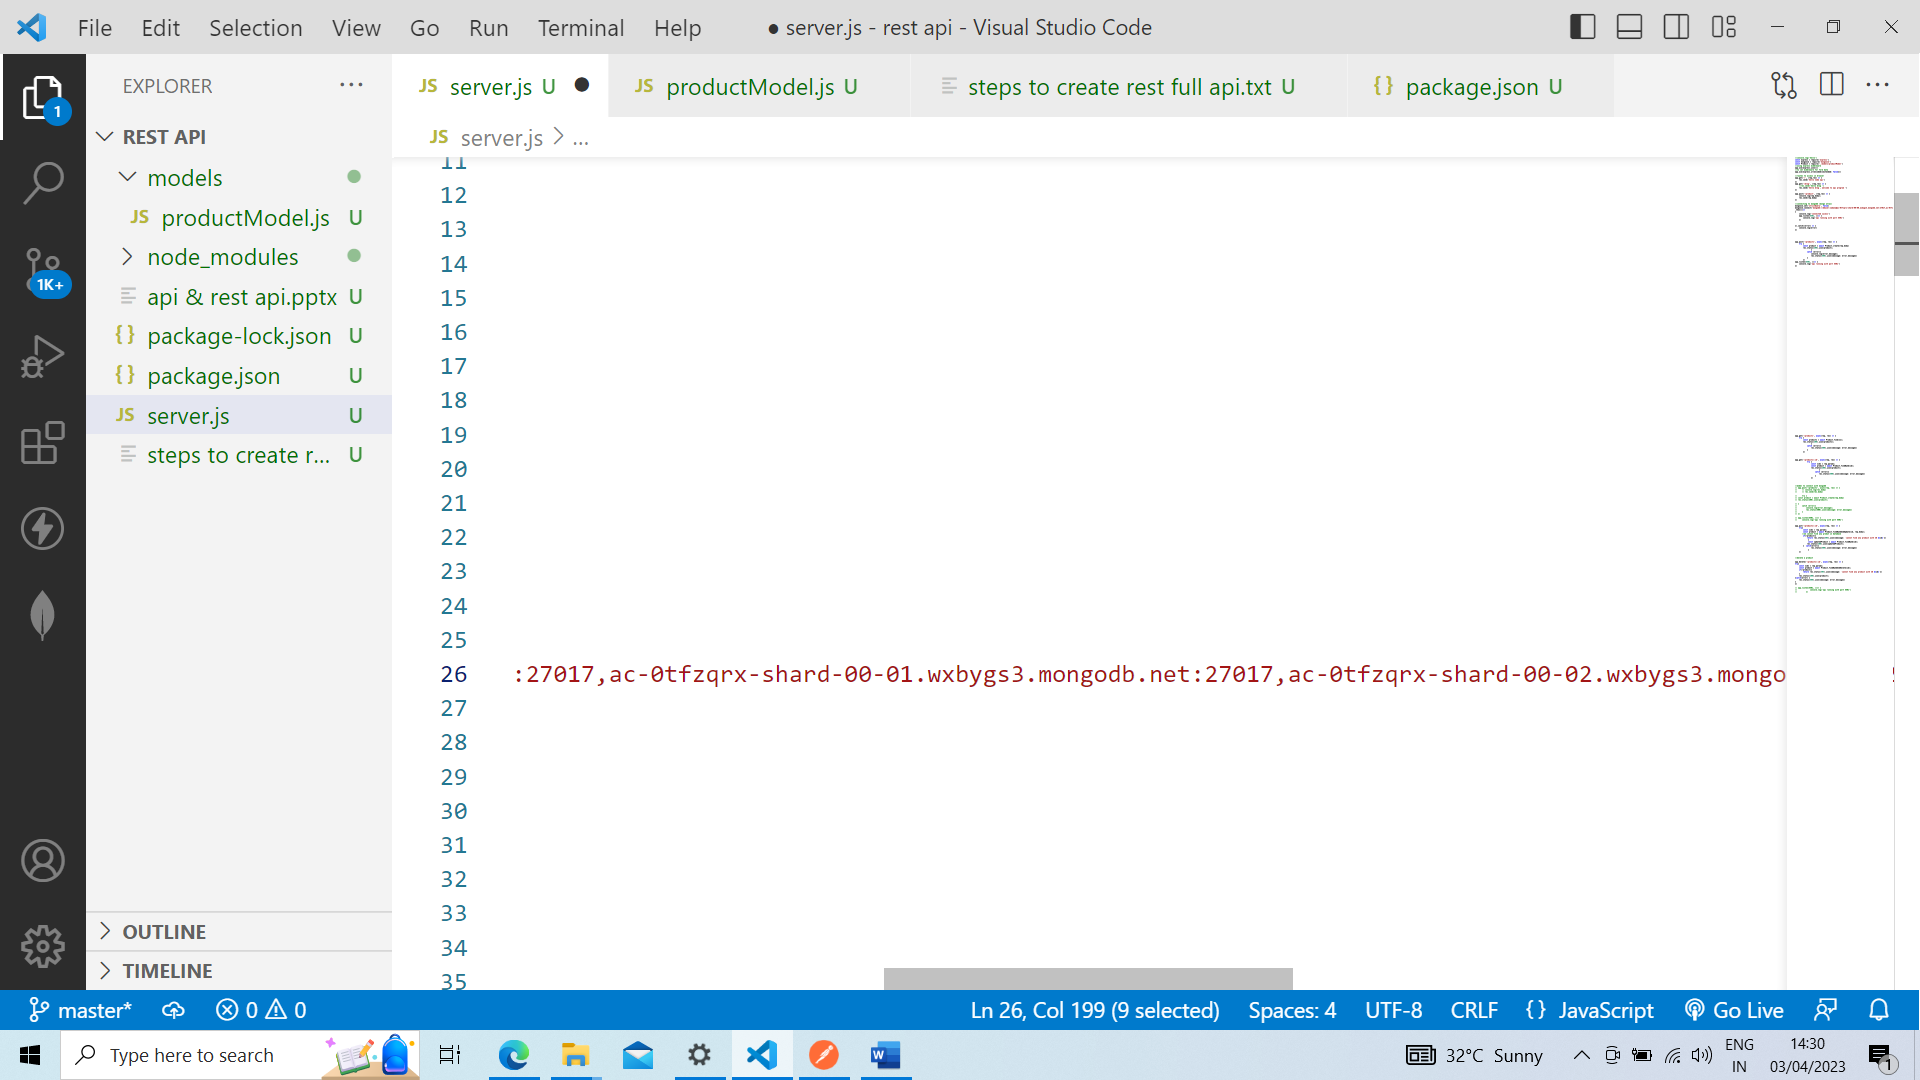 File Edit Selection View Go Run Terminal Help
● server.js - rest api - Visual Studio Code
EXPLORER
JS server.js U
JS productModel.js U
steps to create rest full api.txt U
{} package.json U
JS server.js > ...
REST API
models
JS productModel.js U
node_modules
api & rest api.pptx U
{} package-lock.json U
{} package.json U
JS server.js U
steps to create r... U
1
1K+
11
12
13
14
15
16
17
18
19
20
21
22
23
24
25
26 :27017,ac-0tfzqrx-shard-00-01.wxbygs3.mongodb.net:27017,ac-0tfzqrx-shard-00-02.wxbygs3.mongo
27
28
29
30
31
32
33
34
35
OUTLINE
TIMELINE
master* 0 0
Ln 26, Col 199 (9 selected) Spaces: 4 UTF-8 CRLF {} JavaScript Go Live
Type here to search
32°C Sunny
ENG
IN
14:30
03/04/2023
1